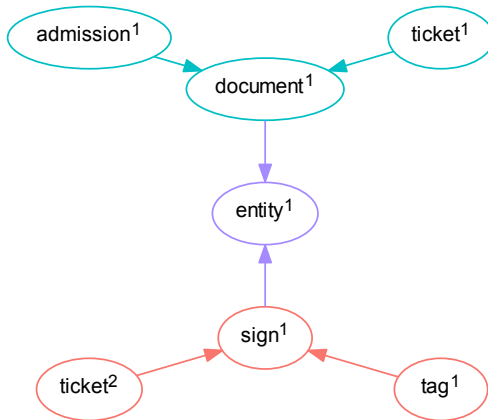 admission¹
ticket¹
document¹
entity¹
sign¹
ticket²
tag¹